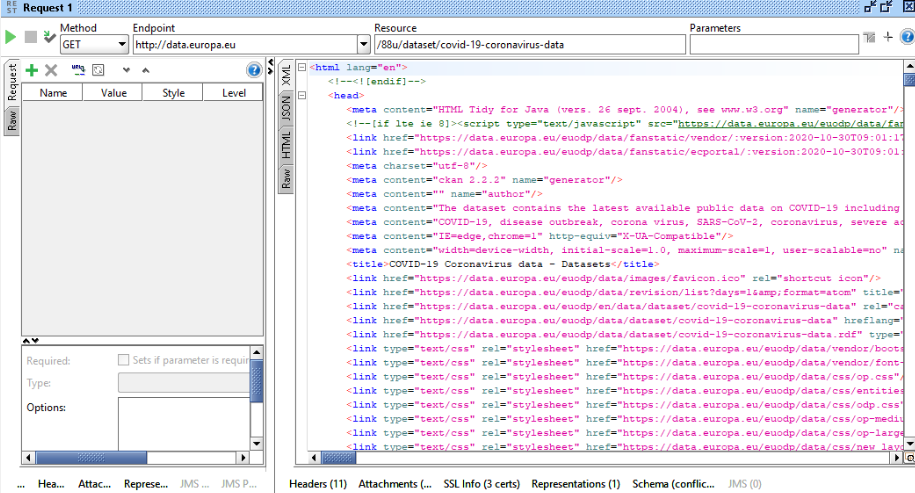 REST Request 1
Method Endpoint Resource Parameters
GET http://data.europa.eu /88u/dataset/covid-19-coronavirus-data
Raw Request
Name Value Style Level
Required: Sets if parameter is requir
Type:
Options:
... Hea... Attac... Represe... JMS ... JMS P...
XML
JSON
HTML
Raw
<html lang="en">
<!--<![endif]-->
<head>
<meta content="HTML Tidy for Java (vers. 26 sept. 2004), see www.w3.org" name="generator"/>
<!--[if lte ie 8]><script type="text/javascript" src="https://data.europa.eu/euodp/data/fan
<link href="https://data.europa.eu/euodp/data/fanstatic/vendor/:version:2020-10-30T09:01:17
<link href="https://data.europa.eu/euodp/data/fanstatic/ecportal/:version:2020-10-30T09:01:
<meta charset="utf-8"/>
<meta content="ckan 2.2.2" name="generator"/>
<meta content="" name="author"/>
<meta content="The dataset contains the latest available public data on COVID-19 including
<meta content="COVID-19, disease outbreak, corona virus, SARS-CoV-2, coronavirus, severe ac
<meta content="IE=edge,chrome=1" http-equiv="X-UA-Compatible"/>
<meta content="width=device-width, initial-scale=1.0, maximum-scale=1, user-scalable=no" na
<title>COVID-19 Coronavirus data - Datasets</title>
<link href="https://data.europa.eu/euodp/data/images/favicon.ico" rel="shortcut icon"/>
<link href="https://data.europa.eu/euodp/data/revision/list?days=1&amp;format=atom" title="
<link href="https://data.europa.eu/euodp/en/data/dataset/covid-19-coronavirus-data" rel="ca
<link href="https://data.europa.eu/euodp/data/dataset/covid-19-coronavirus-data" hreflang="
<link href="https://data.europa.eu/euodp/data/dataset/covid-19-coronavirus-data.rdf" type="
<link type="text/css" rel="stylesheet" href="https://data.europa.eu/euodp/data/vendor/boots
<link type="text/css" rel="stylesheet" href="https://data.europa.eu/euodp/data/vendor/font-
<link type="text/css" rel="stylesheet" href="https://data.europa.eu/euodp/data/css/op.css"/
<link type="text/css" rel="stylesheet" href="https://data.europa.eu/euodp/data/css/entities
<link type="text/css" rel="stylesheet" href="https://data.europa.eu/euodp/data/css/odp.css"
<link type="text/css" rel="stylesheet" href="https://data.europa.eu/euodp/data/css/op-mediu
<link type="text/css" rel="stylesheet" href="https://data.europa.eu/euodp/data/css/op-large
<link type="text/css" rel="stylesheet" href="https://data.europa.eu/euodp/data/css/new_layo
Headers (11) Attachments (... SSL Info (3 certs) Representations (1) Schema (conflic... JMS (0)